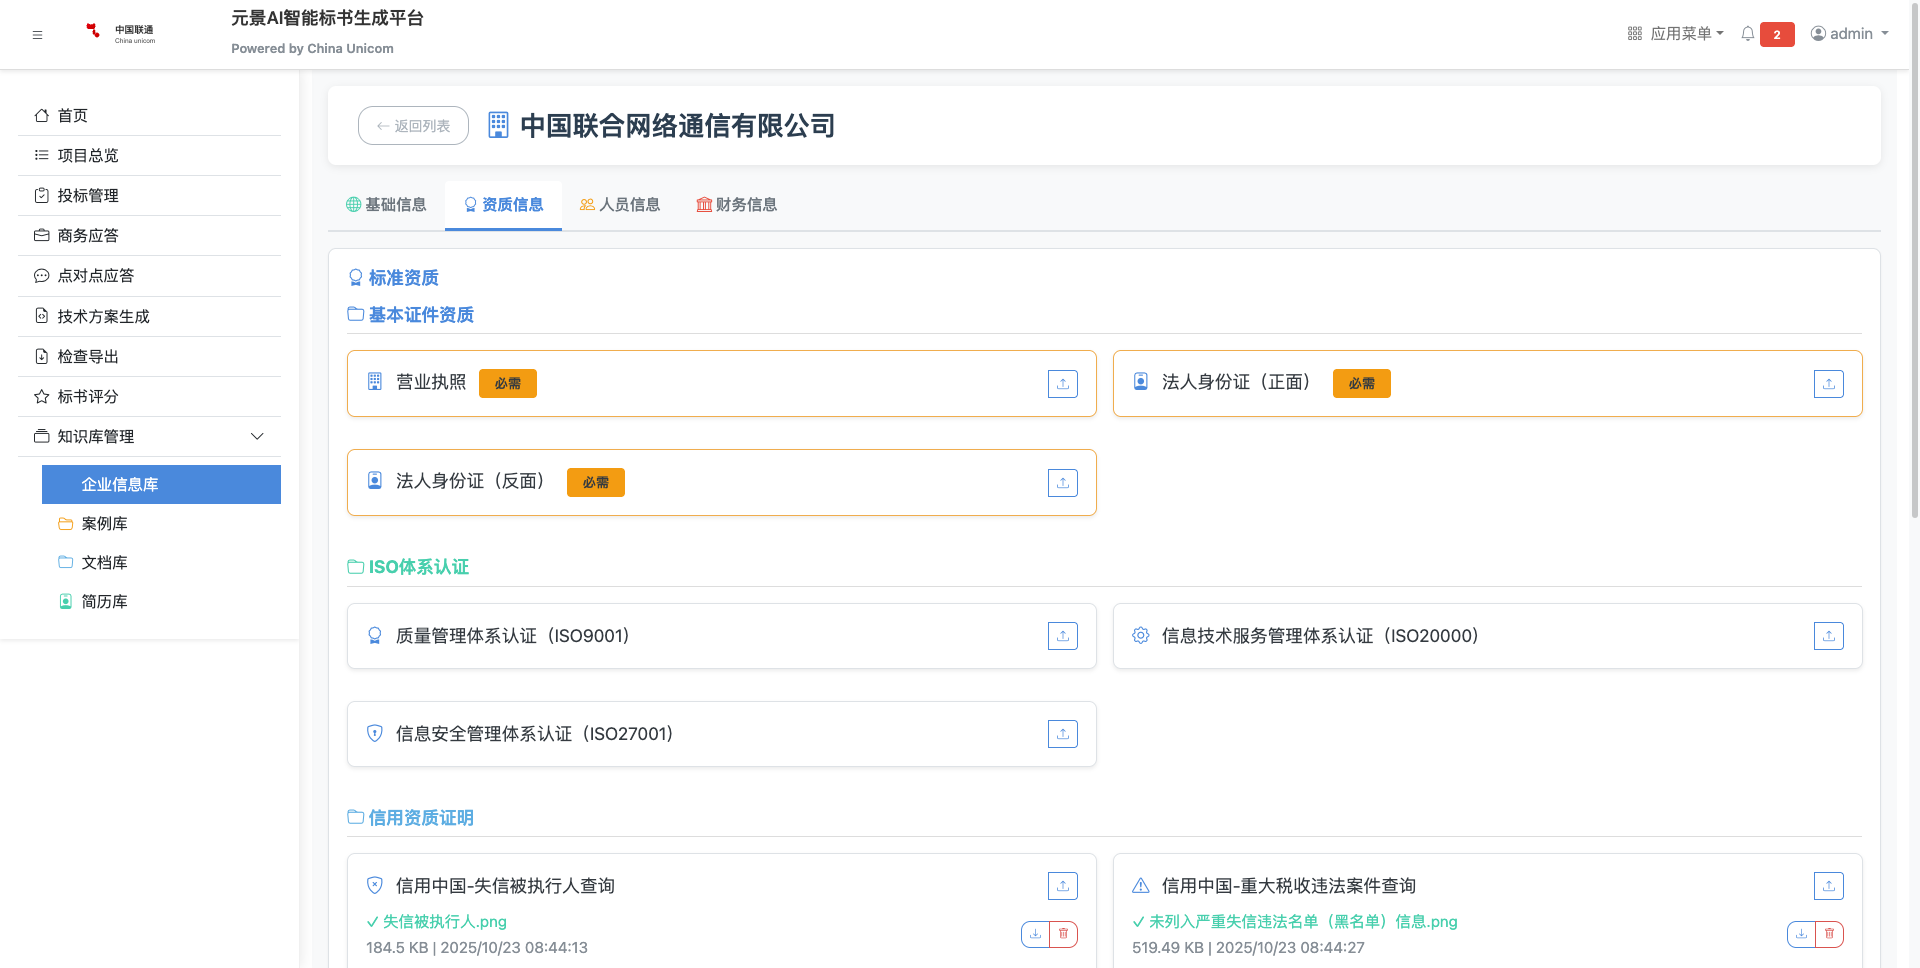 中国联通
China unicom
元景AI智能标书生成平台
Powered by China Unicom
应用菜单
2
admin
首页
项目总览
投标管理
商务应答
点对点应答
技术方案生成
检查导出
标书评分
知识库管理
企业信息库
案例库
文档库
简历库
返回列表
中国联合网络通信有限公司
基础信息
资质信息
人员信息
财务信息
标准资质
基本证件资质
营业执照 必需
法人身份证（正面） 必需
法人身份证（反面） 必需
ISO体系认证
质量管理体系认证（ISO9001）
信息技术服务管理体系认证（ISO20000）
信息安全管理体系认证（ISO27001）
信用资质证明
信用中国-失信被执行人查询
失信被执行人.png
184.5 KB | 2025/10/23 08:44:13
信用中国-重大税收违法案件查询
未列入严重失信违法名单（黑名单）信息.png
519.49 KB | 2025/10/23 08:44:27